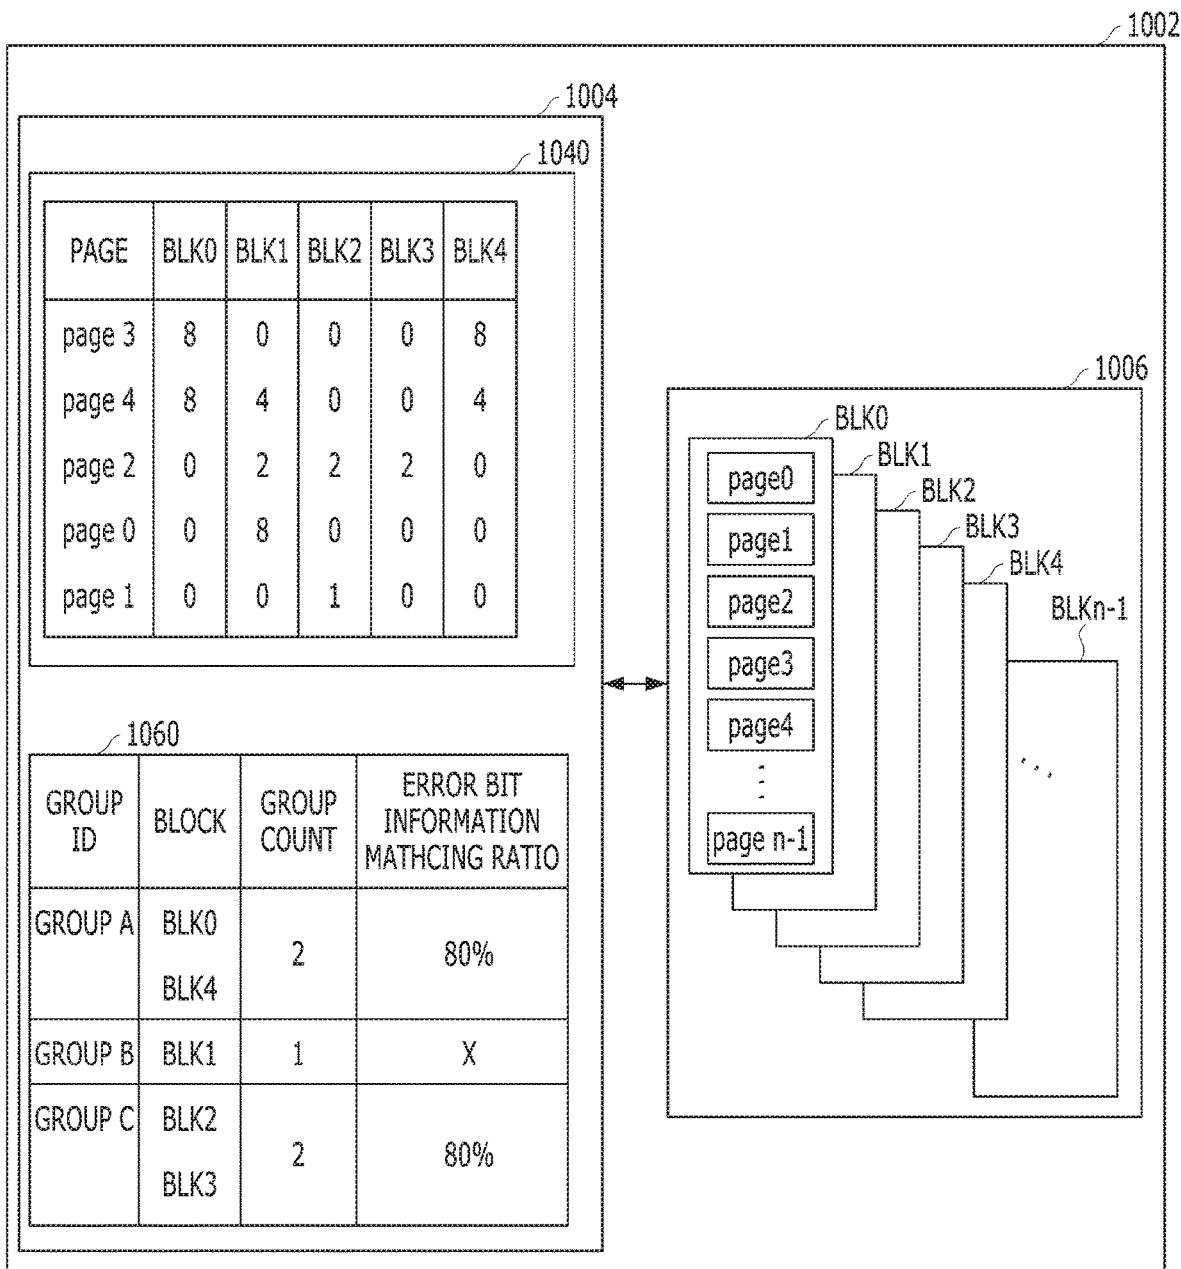 1002
1004
1040
PAGE BLK0 BLK1 BLK2 BLK3 BLK4
page 3 8 0 0 0 8
page 4 8 4 0 0 4
page 2 0 2 2 2 0
page 0 0 8 0 0 0
page 1 0 0 1 0 0
1060
GROUP ID BLOCK GROUP COUNT ERROR BIT INFORMATION MATHCING RATIO
GROUP A BLK0 BLK4 2 80%
GROUP B BLK1 1 X
GROUP C BLK2 BLK3 2 80%
1006
BLK0
BLK1
BLK2
BLK3
BLK4
BLKn-1
page0
page1
page2
page3
page4
page n-1